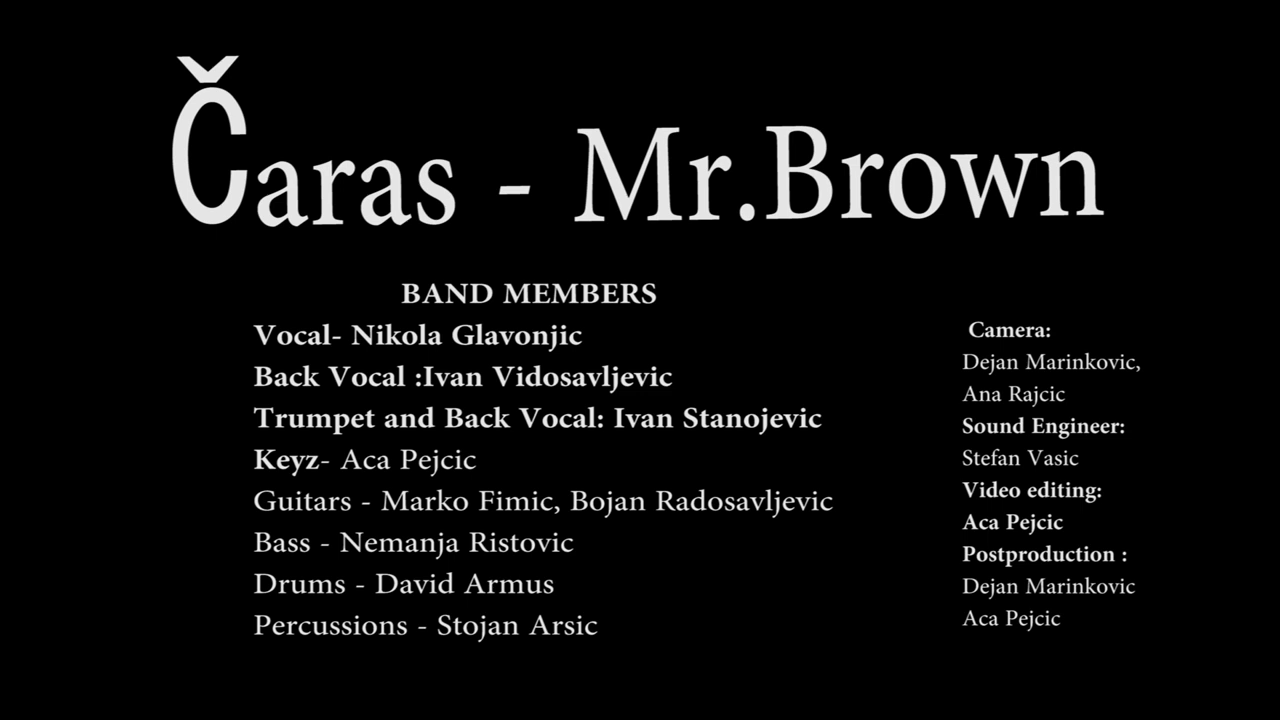 Čaras - Mr.Brown
BAND MEMBERS
Vocal- Nikola Glavonjic
Back Vocal :Ivan Vidosavljevic
Trumpet and Back Vocal: Ivan Stanojevic
Keyz- Aca Pejcic
Guitars - Marko Fimic, Bojan Radosavljevic
Bass - Nemanja Ristovic
Drums - David Armus
Percussions - Stojan Arsic
Camera:
Dejan Marinkovic,
Ana Rajcic
Sound Engineer:
Stefan Vasic
Video editing:
Aca Pejcic
Postproduction :
Dejan Marinkovic
Aca Pejcic